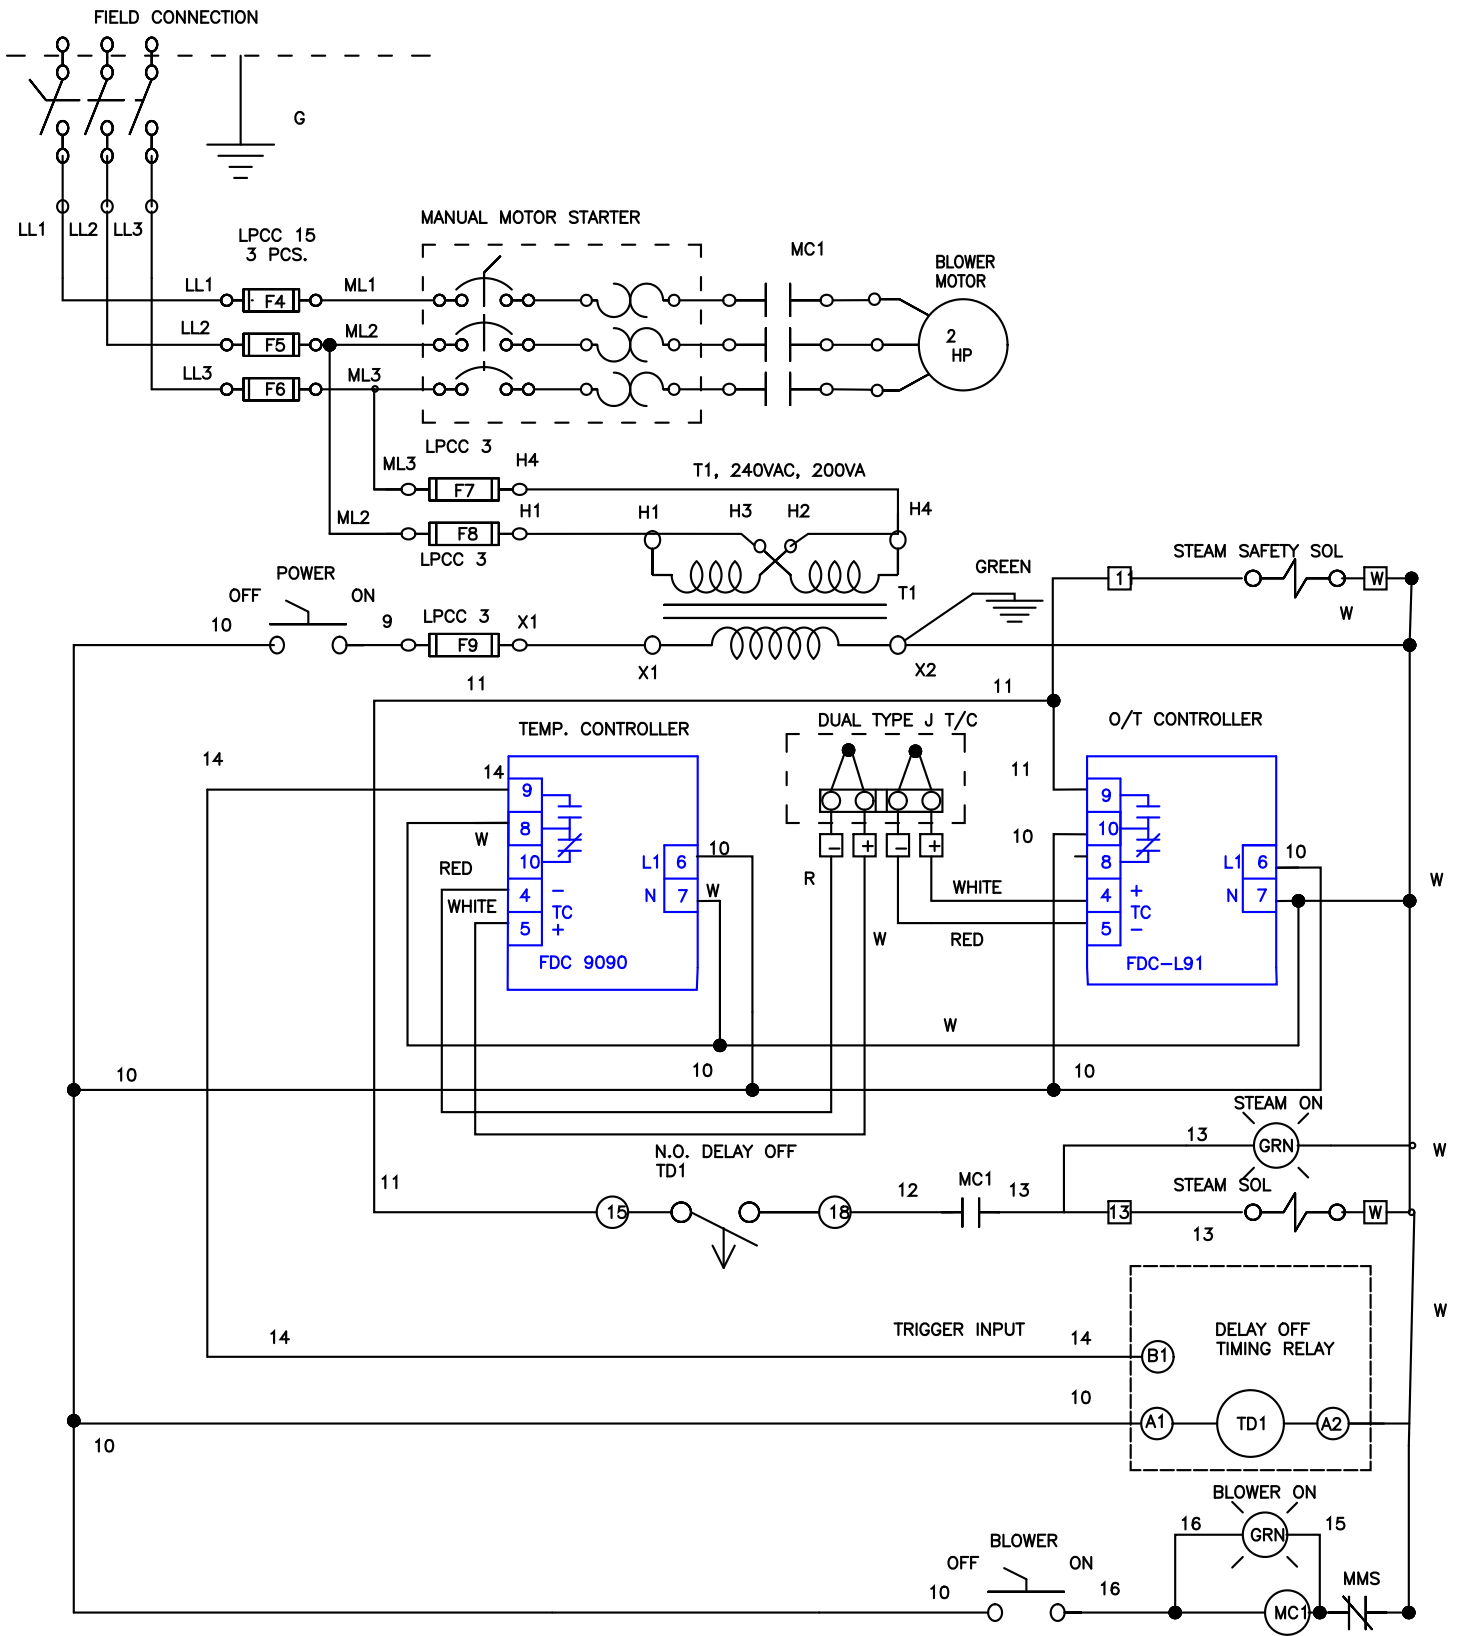 FIELD CONNECTION
G
LL1 LL2 LL3
LPCC 15
3 PCS.
MANUAL MOTOR STARTER
MC1
BLOWER
MOTOR
LL1 F4 ML1
LL2 F5 ML2
2
HP
LL3 F6 ML3
LPCC 3
ML3 F7 H4
T1, 240VAC, 200VA
ML2 F8 H1
H1 H3 H2 H4
LPCC 3
STEAM SAFETY SOL
11 W
W
GREEN
T1
POWER
OFF ON
10 9
LPCC 3
F9 X1
X1 X2
11 11
TEMP. CONTROLLER
DUAL TYPE J T/C
O/T CONTROLLER
14 14
9
8
10
4
5
W
RED
WHITE
−
TC
+
L1 6 10
N 7 W
FDC 9090
− + − +
R
W
WHITE
RED
11
10
9
10
8
4
5
+
TC
−
L1 6 10
N 7
FDC−L91
W
W
10 10 10
STEAM ON
13 GRN
W
N.O. DELAY OFF
TD1
11 15 18 12
MC1
13
STEAM SOL
13 W
13
W
TRIGGER INPUT
14 14
B1
DELAY OFF
TIMING RELAY
10
A1 TD1 A2
10
BLOWER ON
16 GRN 15
BLOWER
OFF ON
10 16
MC1
MMS